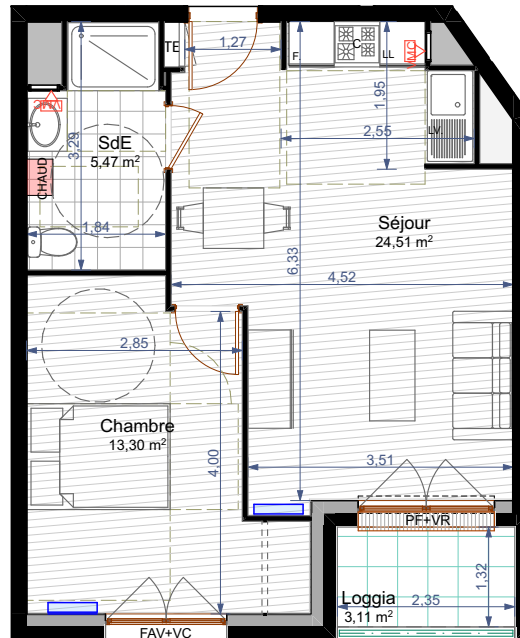 TE
1,27
F.
C
LL
VMC
1,95
2,55
LV.
SdE
5,47 m²
3,29
CHAUD
1,84
Séjour
24,51 m²
6,33
4,52
2,85
Chambre
13,30 m²
4,00
3,51
PF+VR
1,32
Loggia
3,11 m²
2,35
FAV+VC